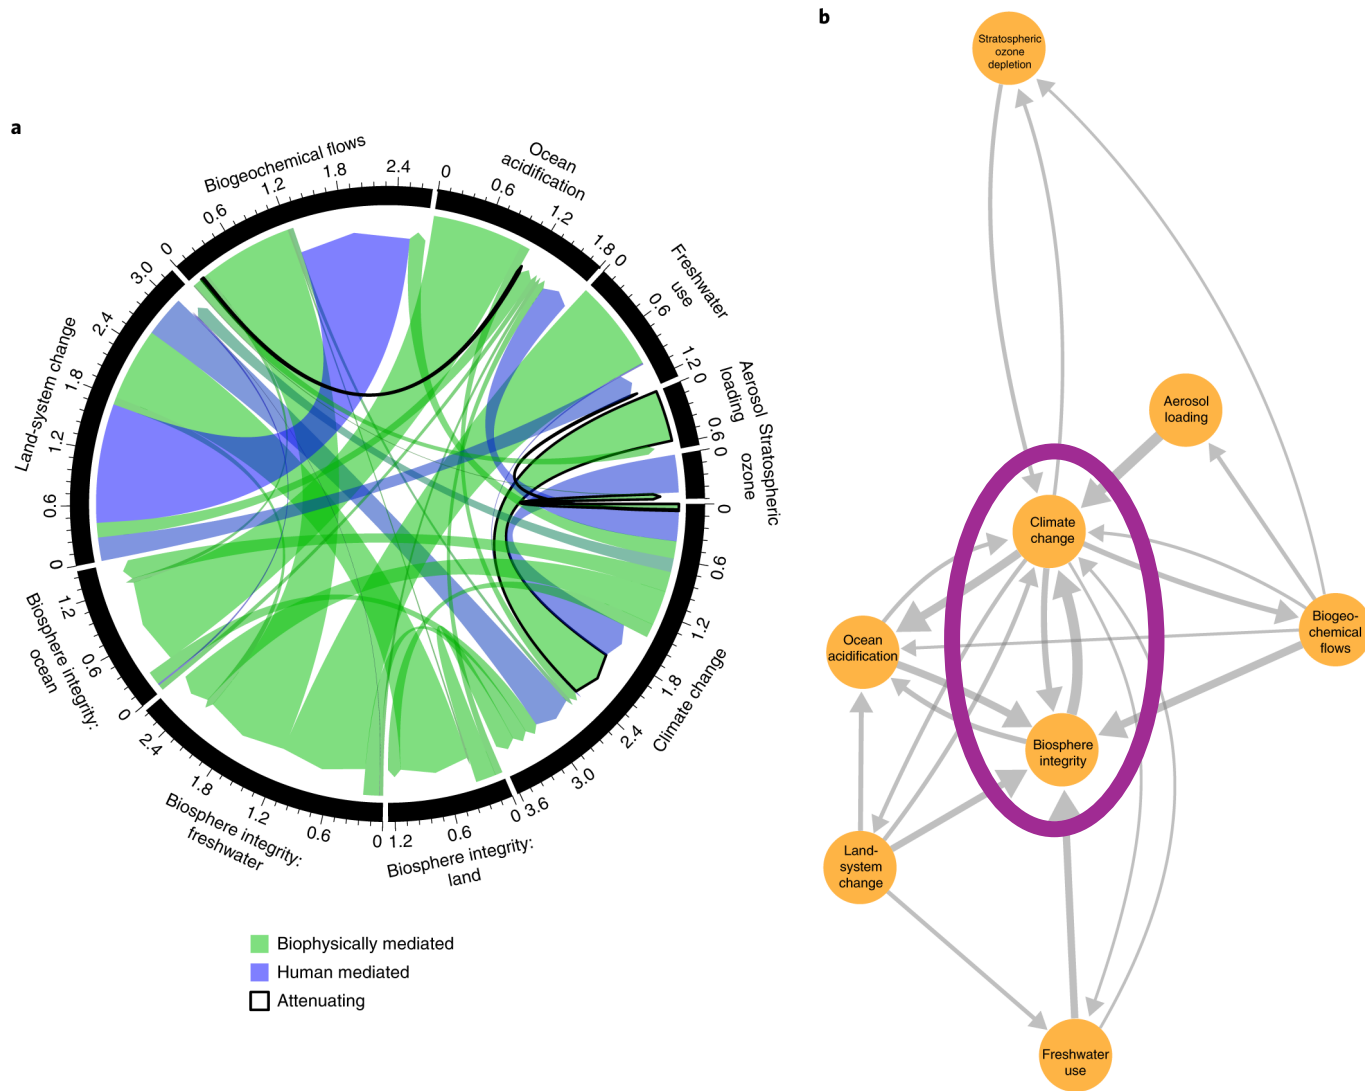 a
Biogeochemical flows
0
0.6
1.2
1.8
2.4
Ocean
acidification
0
0.6
1.2
1.8
Freshwater
use
0
0.6
1.2
Aerosol
loading
0
0.6
Stratospheric
ozone
0
Climate change
0
0.6
1.2
1.8
2.4
3.0
3.6
Biosphere integrity:
land
0
0.6
1.2
Biosphere integrity:
freshwater
0
0.6
1.2
1.8
2.4
Biosphere integrity:
ocean
0
0.6
1.2
Land-system change
0
0.6
1.2
1.8
2.4
3.0
Biophysically mediated
Human mediated
Attenuating
b
Stratospheric
ozone
depletion
Aerosol
loading
Climate
change
Ocean
acidification
Biogeo-
chemical
flows
Biosphere
integrity
Land-
system
change
Freshwater
use